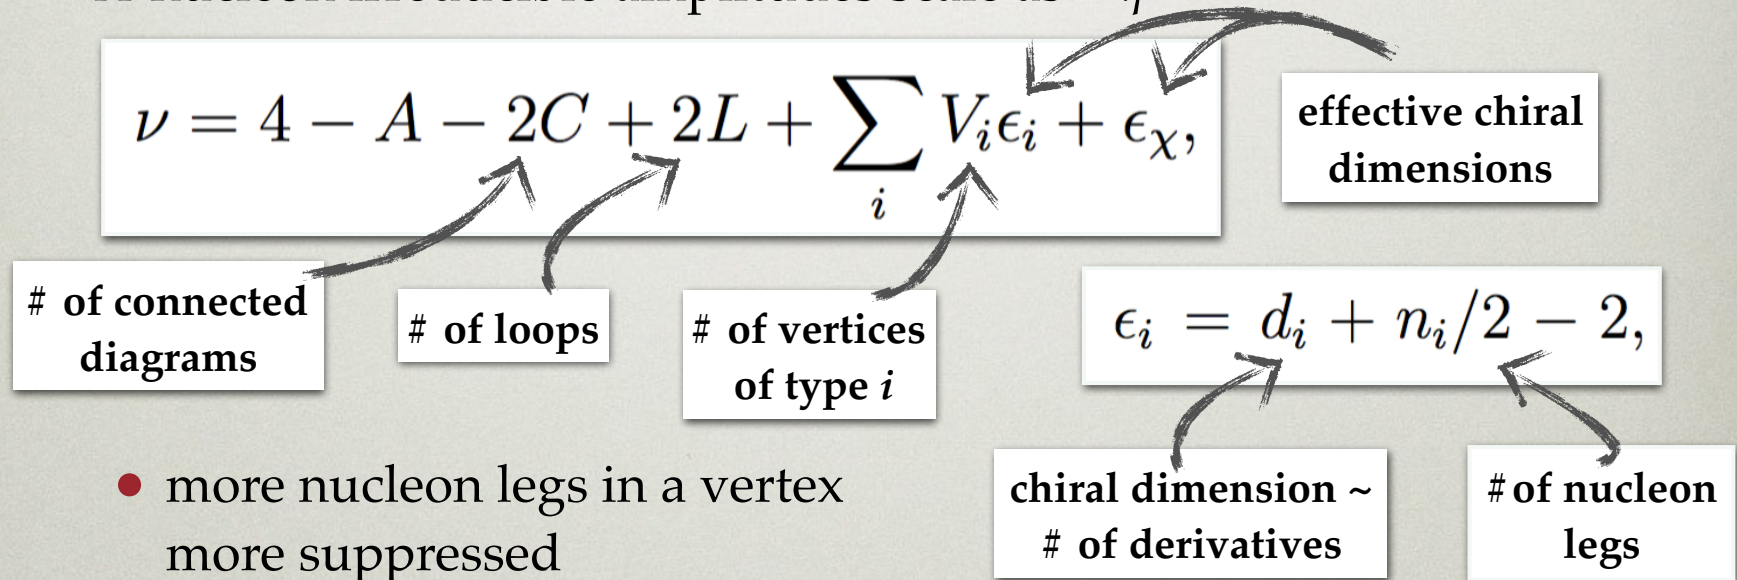 ν = 4 − A − 2C + 2L + ∑_i V_i ϵ_i + ϵ_χ,
effective chiral
dimensions
# of connected
diagrams
# of loops
# of vertices
of type i
ϵ_i = d_i + n_i/2 − 2,
chiral dimension ~
# of derivatives
# of nucleon
legs
• more nucleon legs in a vertex
more suppressed